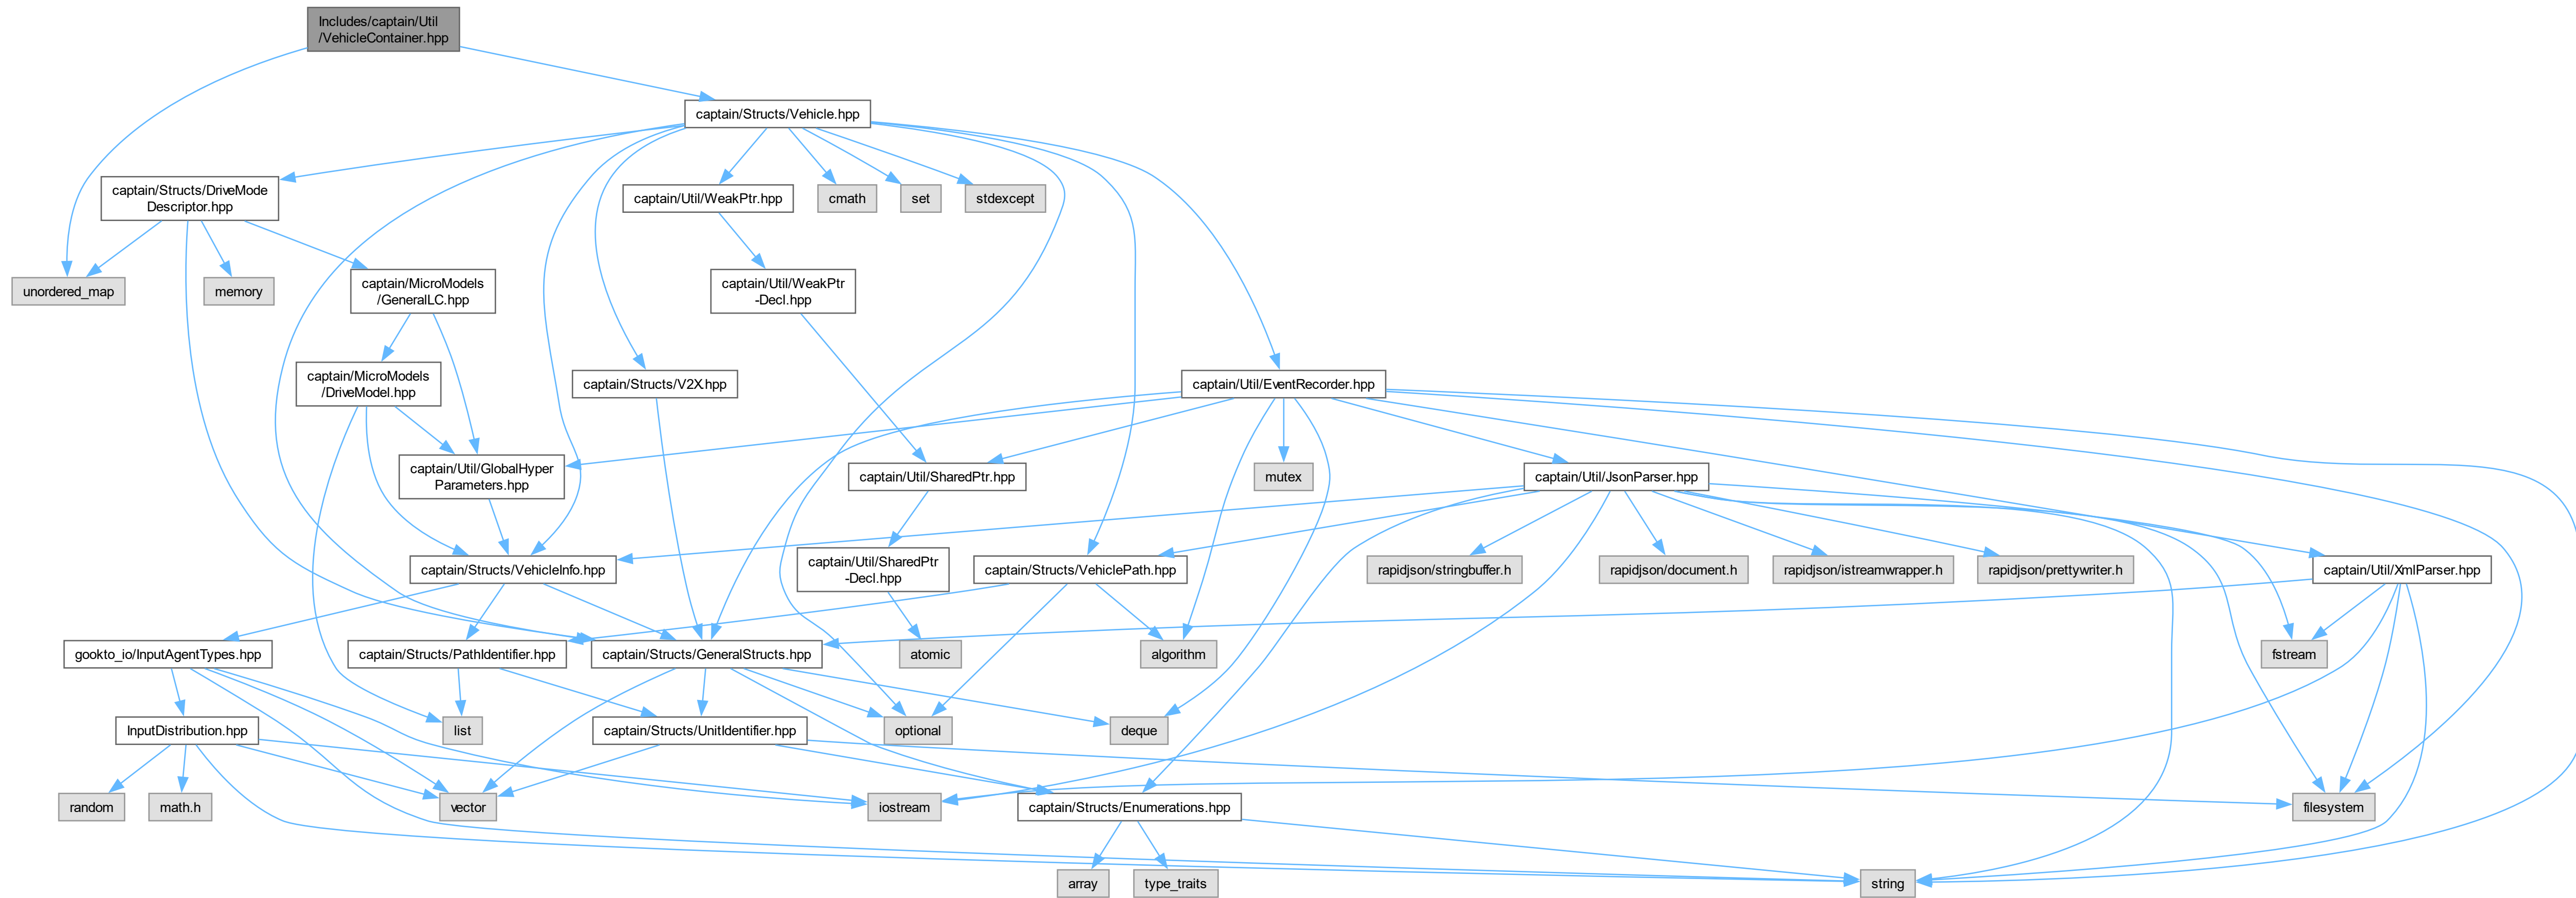 Includes/captain/Util
/VehicleContainer.hpp
captain/Structs/Vehicle.hpp
captain/Structs/DriveMode
Descriptor.hpp
captain/Util/WeakPtr.hpp
cmath
set
stdexcept
unordered_map
memory
captain/MicroModels
/GeneralLC.hpp
captain/Util/WeakPtr
-Decl.hpp
captain/MicroModels
/DriveModel.hpp
captain/Structs/V2X.hpp
captain/Util/EventRecorder.hpp
captain/Util/GlobalHyper
Parameters.hpp
captain/Util/SharedPtr.hpp
mutex
captain/Util/JsonParser.hpp
captain/Structs/VehicleInfo.hpp
captain/Util/SharedPtr
-Decl.hpp
captain/Structs/VehiclePath.hpp
rapidjson/stringbuffer.h
rapidjson/document.h
rapidjson/istreamwrapper.h
rapidjson/prettywriter.h
captain/Util/XmlParser.hpp
gookto_io/InputAgentTypes.hpp
captain/Structs/PathIdentifier.hpp
captain/Structs/GeneralStructs.hpp
atomic
algorithm
fstream
InputDistribution.hpp
list
captain/Structs/UnitIdentifier.hpp
optional
deque
random
math.h
vector
iostream
captain/Structs/Enumerations.hpp
filesystem
array
type_traits
string